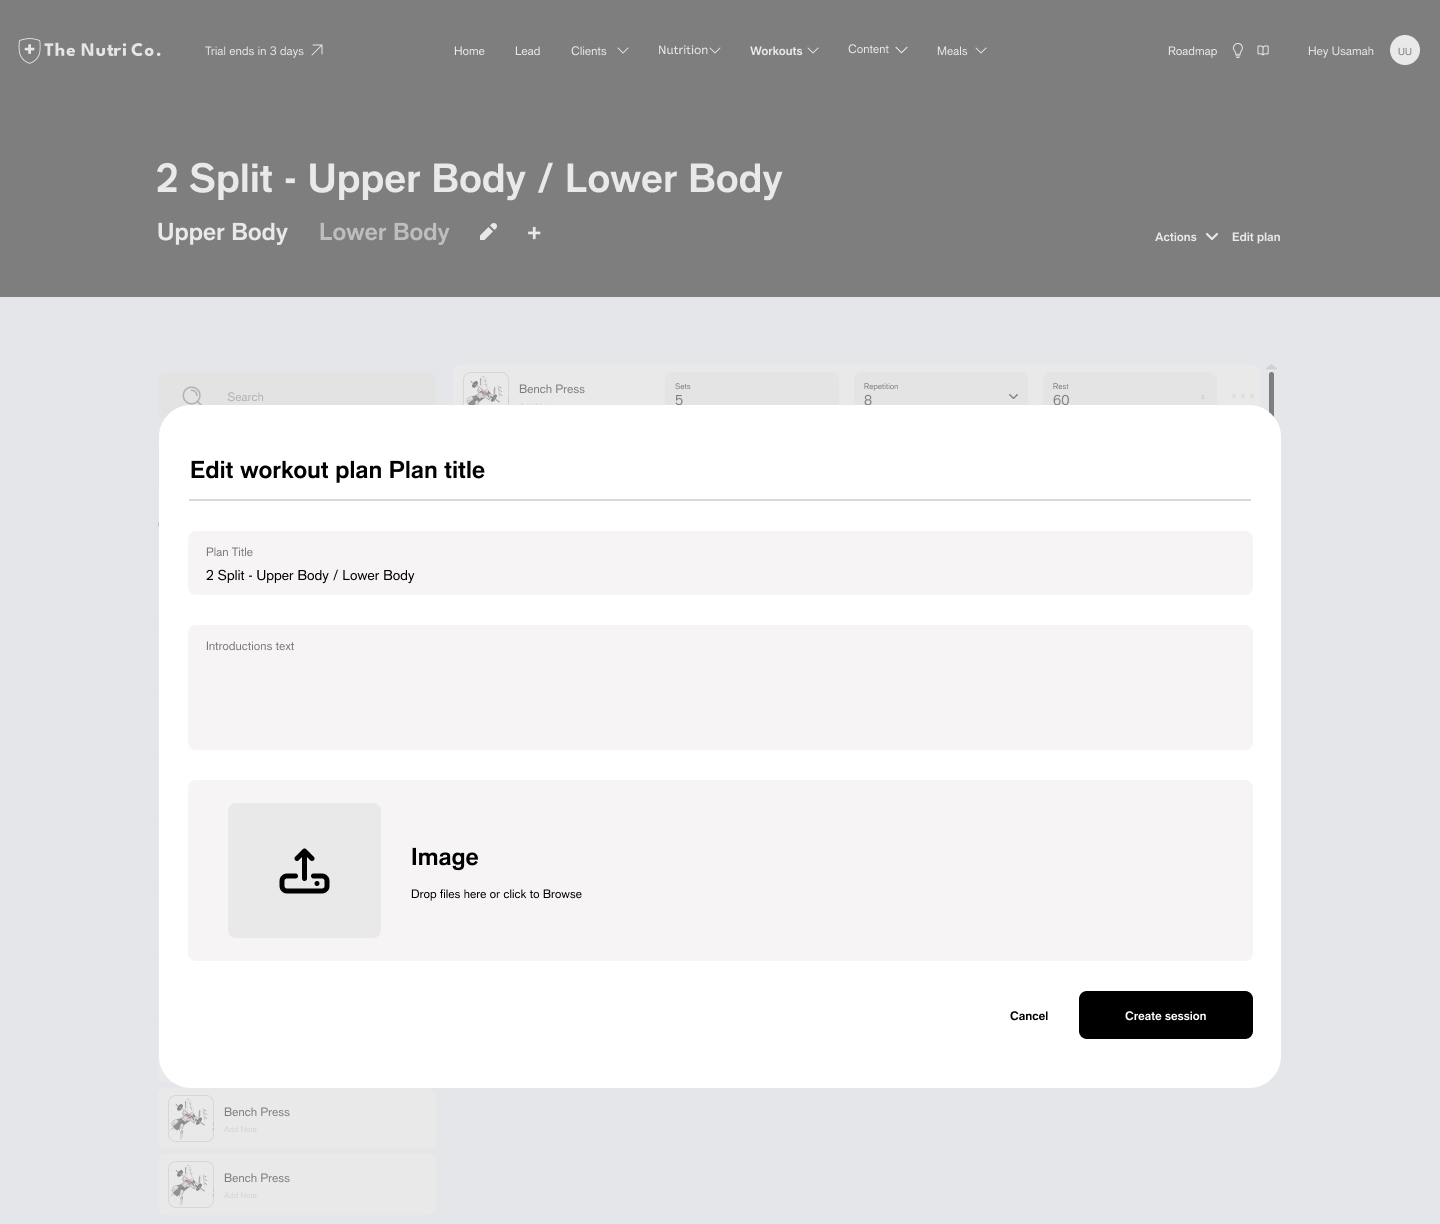 The Nutri Co.
Trial ends in 3 days
Home
Lead
Clients
Nutrition
Workouts
Content
Meals
Roadmap
Hey Usamah
UU
2 Split - Upper Body / Lower Body
Upper Body
Lower Body
Actions
Edit plan
Search
Bench Press
Sets
5
Repetition
8
Rest
60
Edit workout plan Plan title
Plan Title
2 Split - Upper Body / Lower Body
Introductions text
Image
Drop files here or click to Browse
Cancel
Create session
Bench Press
Add Note
Bench Press
Add Note